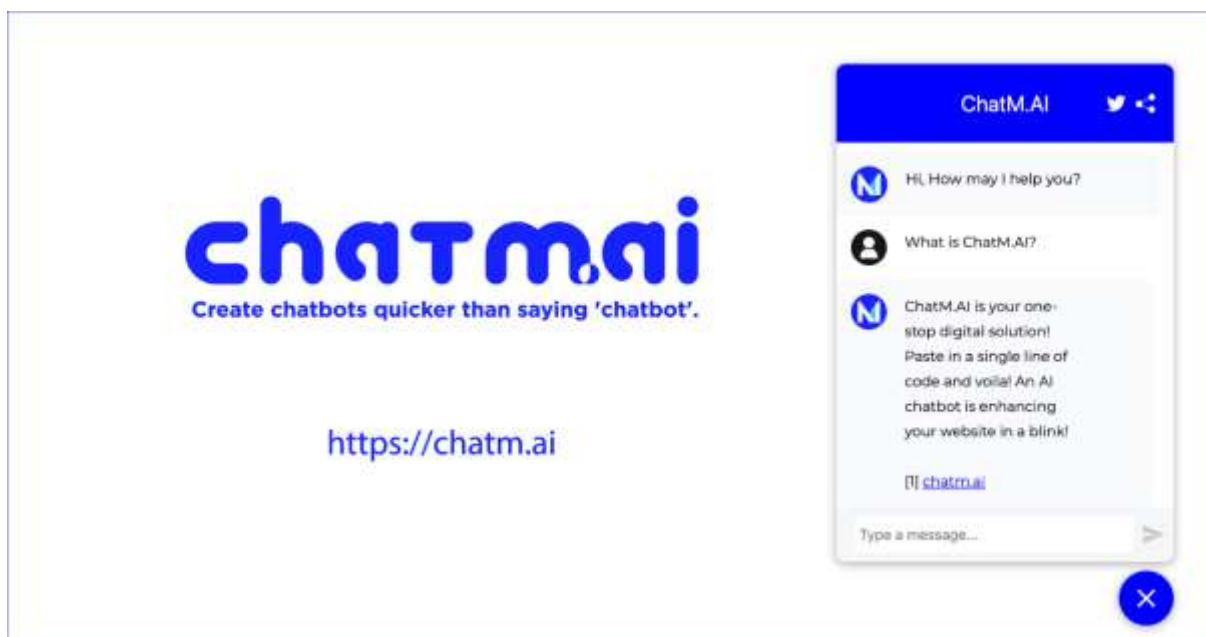 chatm.ai
Create chatbots quicker than saying 'chatbot'.
https://chatm.ai
ChatM.AI
Hi, How may I help you?
What is ChatM.AI?
ChatM.AI is your one-
stop digital solution!
Paste in a single line of
code and voila! An AI
chatbot is enhancing
your website in a blink!
[1] chatm.ai
Type a message...